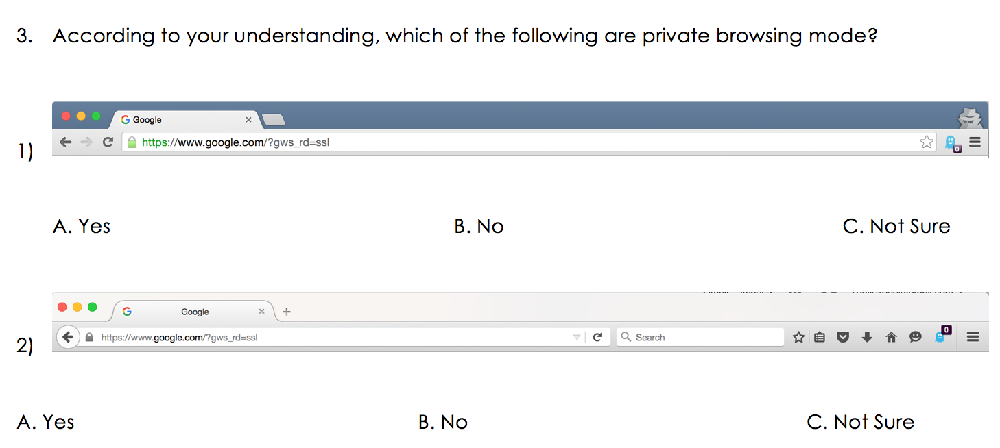 3. According to your understanding, which of the following are private browsing mode?
Google
https://www.google.com/?gws_rd=ssl
0
1)
A. Yes B. No C. Not Sure
Google
0
https://www.google.com/?gws_rd=ssl Search
2)
A. Yes B. No C. Not Sure